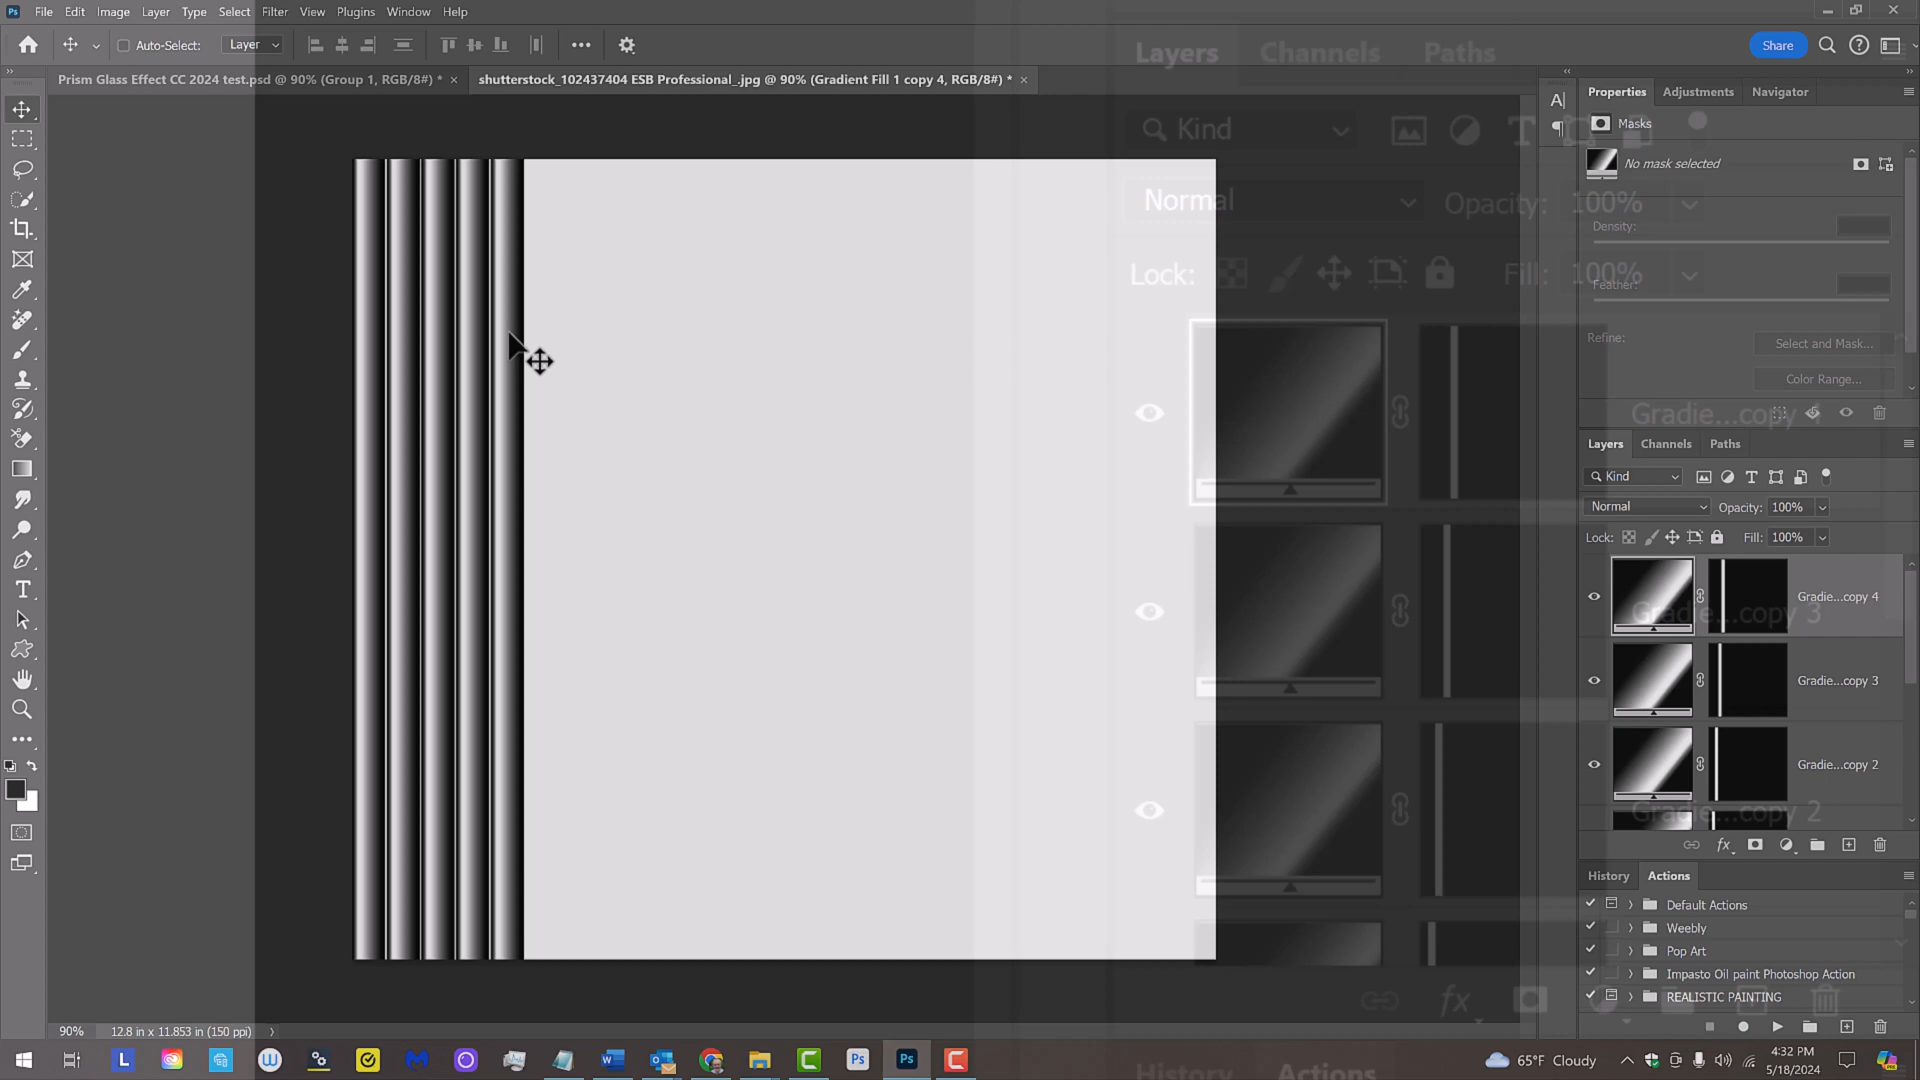 Ps File Edit Image Layer Type Select Filter View Plugins Window Help
Auto-Select: Layer
Share
Prism Glass Effect CC 2024 test.psd @ 90% (Group 1, RGB/8#) *
shutterstock_102437404 ESB Professional_.jpg @ 90% (Gradient Fill 1 copy 4, RGB/8#) *
Layers Channels Paths
Kind
Normal Opacity: 100%
Lock: Fill: 100%
Gradie...copy 4
Gradie...copy 3
Gradie...copy 2
History Actions
Properties Adjustments Navigator
Masks
No mask selected
Density:
Feather:
Refine: Select and Mask...
Color Range...
Layers Channels Paths
Kind
Normal Opacity: 100%
Lock: Fill: 100%
Gradie...copy 4
Gradie...copy 3
Gradie...copy 2
fx
History Actions
Default Actions
Weebly
Pop Art
Impasto Oil paint Photoshop Action
REALISTIC PAINTING
90% 12.8 in x 11.853 in (150 ppi)
65°F Cloudy
4:32 PM
5/18/2024